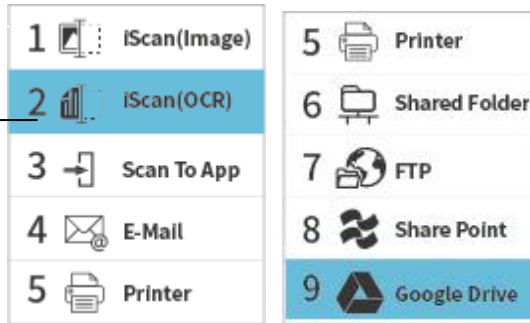 1 iScan(Image)
2 iScan(OCR)
3 Scan To App
4 E-Mail
5 Printer
5 Printer
6 Shared Folder
7 FTP
8 Share Point
9 Google Drive